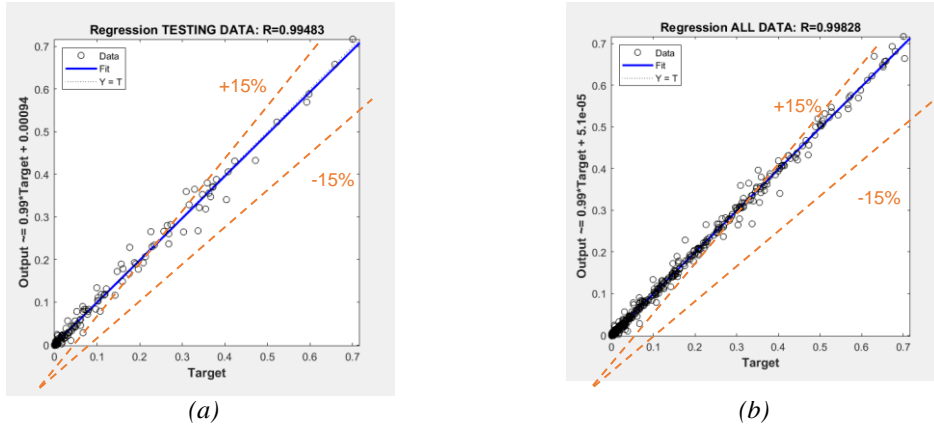 Regression TESTING DATA: R=0.99483
Output ~= 0.99*Target + 0.00094
0.7
0.6
0.5
0.4
0.3
0.2
0.1
0
Data
Fit
Y = T
+15%
-15%
0 0.1 0.2 0.3 0.4 0.5 0.6 0.7
Target
(a)
Regression ALL DATA: R=0.99828
Output ~= 0.99*Target + 5.1e-05
0.7
0.6
0.5
0.4
0.3
0.2
0.1
0
Data
Fit
Y = T
+15%
-15%
0 0.1 0.2 0.3 0.4 0.5 0.6 0.7
Target
(b)